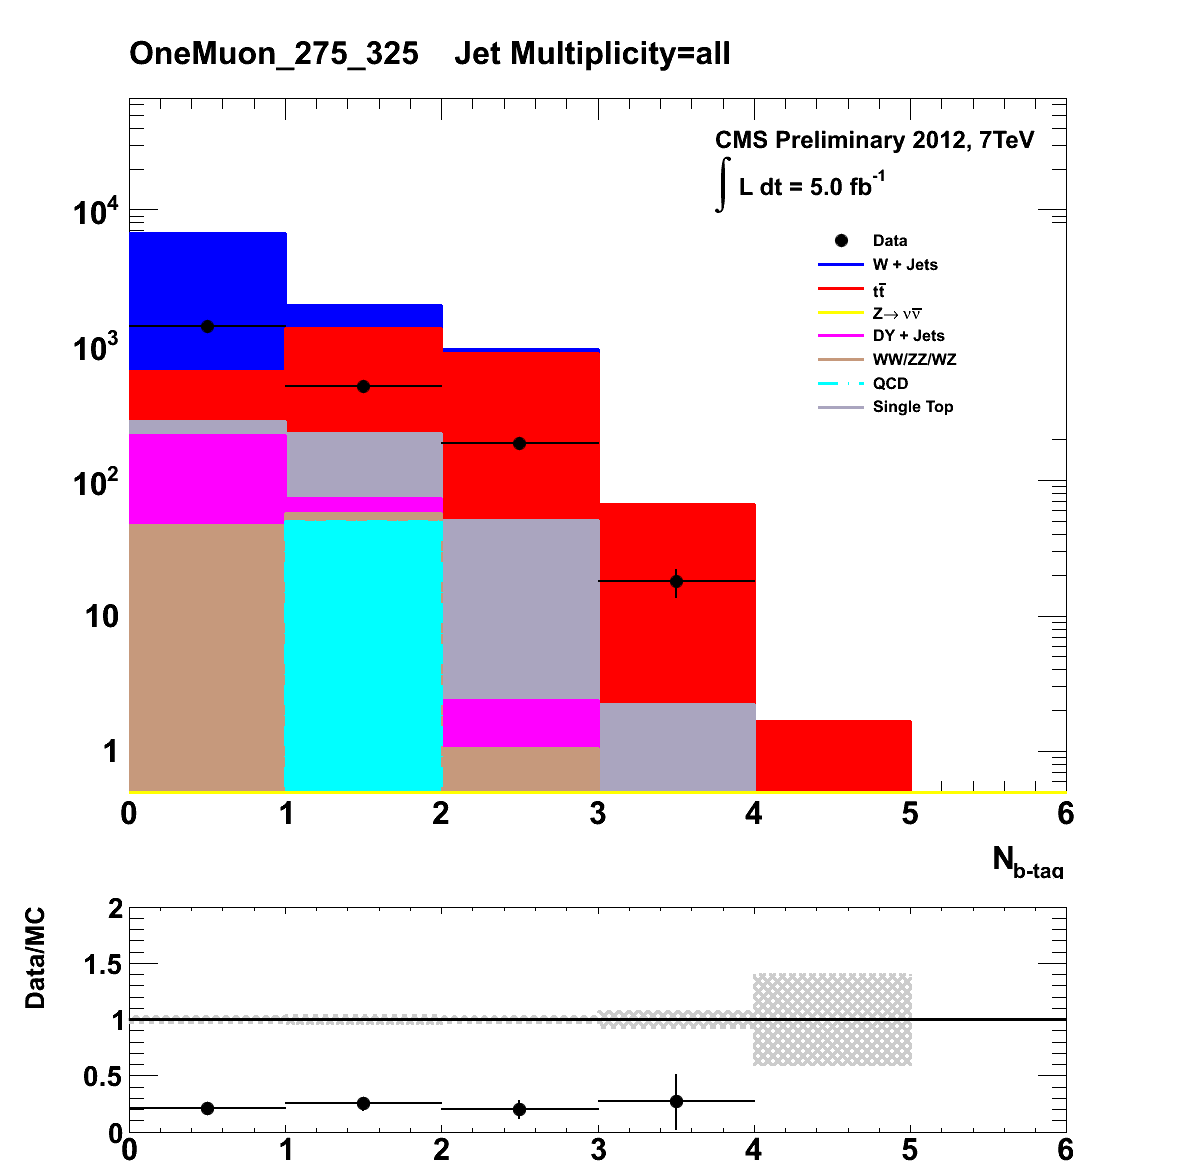 OneMuon_275_325 Jet Multiplicity=all
CMS Preliminary 2012, 7TeV
∫ L dt = 5.0 fb⁻¹
Data
W + Jets
tt̅
Z→ νν̅
DY + Jets
WW/ZZ/WZ
QCD
Single Top
10⁴
10³
10²
10
1
0 1 2 3 4 5 6
N_b-tag
Data/MC
2
1.5
1
0.5
0
0 1 2 3 4 5 6